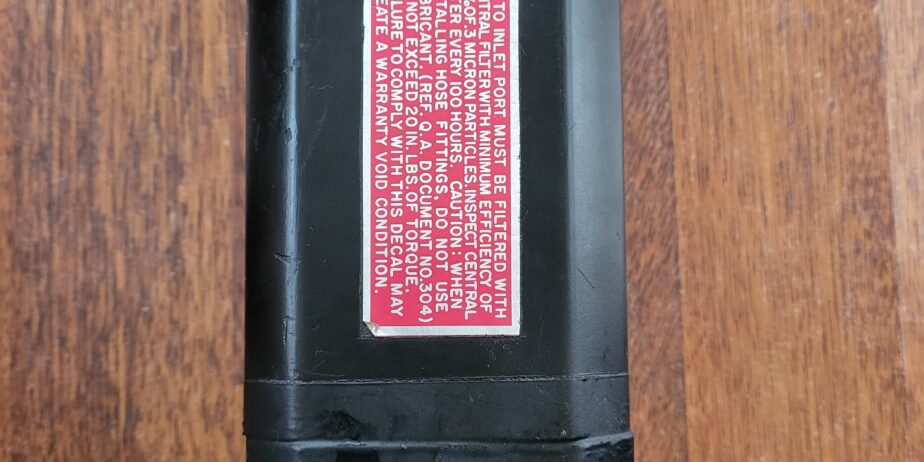 TO INLET PORT MUST BE FILTERED WITH
TRAL FILTER WITH MINIMUM EFFICIENCY OF
OF .3 MICRON PARTICLES. INSPECT CENTRAL
TER EVERY 100 HOURS. CAUTION: WHEN
TALLING HOSE FITTINGS, DO NOT USE
BRICANT. (REF. Q.A. DOCUMENT NO. 304)
NOT EXCEED 20 IN. LBS. OF TORQUE.
LURE TO COMPLY WITH THIS DECAL MAY
EATE A WARRANTY VOID CONDITION.